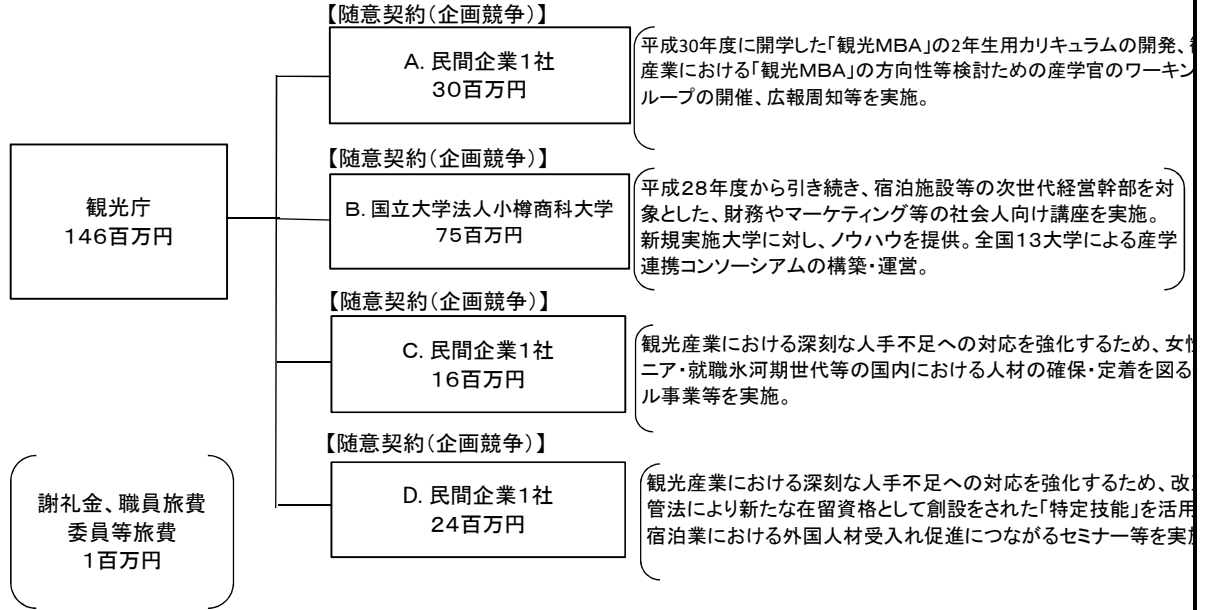 【随意契約(企画競争)】
A. 民間企業1社
30百万円
平成30年度に開学した「観光MBA」の2年生用カリキュラムの開発、
産業における「観光MBA」の方向性等検討ための産学官のワーキン
ループの開催、広報周知等を実施。
【随意契約(企画競争)】
観光庁
146百万円
B. 国立大学法人小樽商科大学
75百万円
平成28年度から引き続き、宿泊施設等の次世代経営幹部を対
象とした、財務やマーケティング等の社会人向け講座を実施。
新規実施大学に対し、ノウハウを提供。全国13大学による産学
連携コンソーシアムの構築・運営。
【随意契約(企画競争)】
C. 民間企業1社
16百万円
観光産業における深刻な人手不足への対応を強化するため、女性
ニア・就職氷河期世代等の国内における人材の確保・定着を図る
ル事業等を実施。
【随意契約(企画競争)】
D. 民間企業1社
24百万円
観光産業における深刻な人手不足への対応を強化するため、改
管法により新たな在留資格として創設をされた「特定技能」を活用
宿泊業における外国人材受入れ促進につながるセミナー等を実施
謝礼金、職員旅費
委員等旅費
1百万円